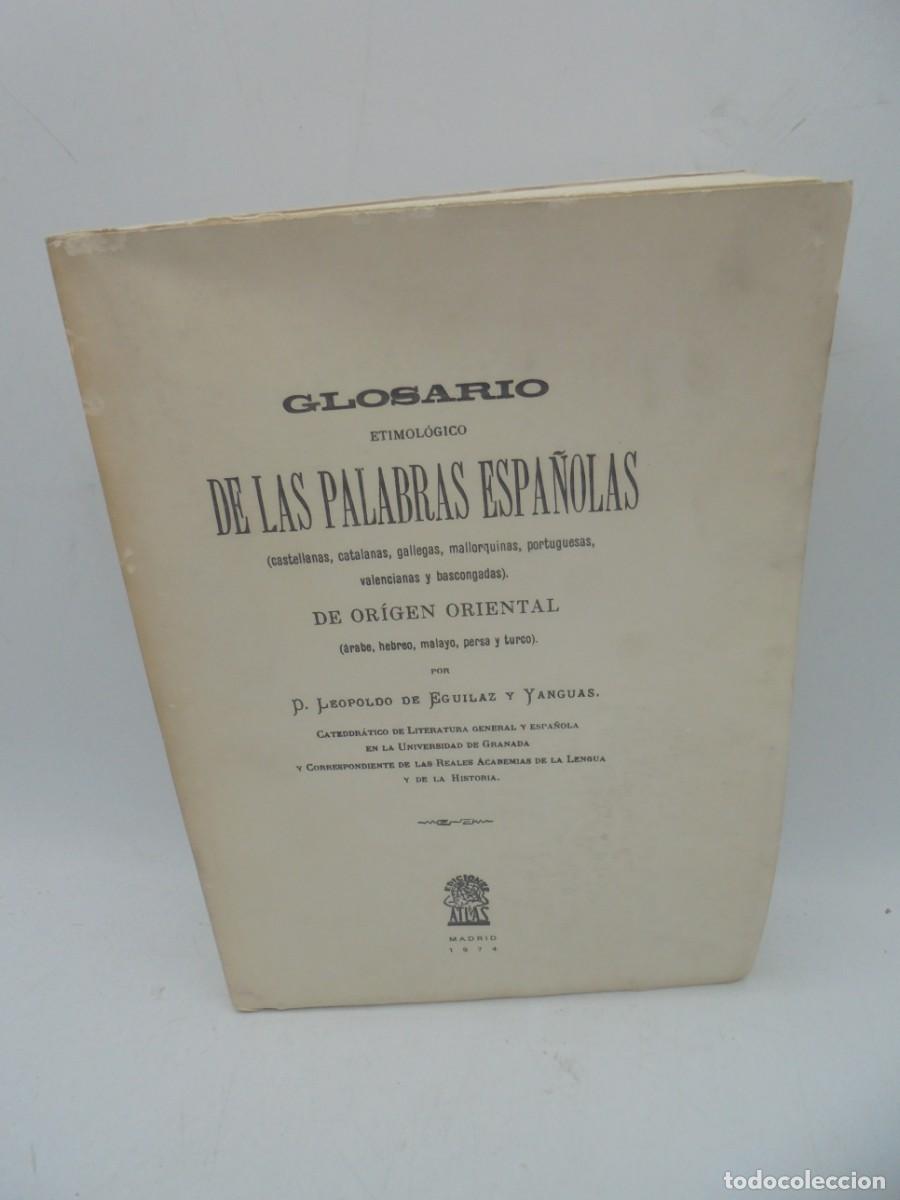 GLOSARIO
ETIMOLÓGICO
DE LAS PALABRAS ESPAÑOLAS
(castellanas, catalanas, gallegas, mallorquinas, portuguesas,
valencianas y bascongadas).
DE ORÍGEN ORIENTAL
(árabe, hebreo, malayo, persa y turco).
POR
D. LEOPOLDO DE EGUILAZ Y YANGUAS.
CATEDDRÁTICO DE LITERATURA GENERAL Y ESPAÑOLA
EN LA UNIVERSIDAD DE GRANADA
Y CORRESPONDIENTE DE LAS REALES ACADEMIAS DE LA LENGUA
Y DE LA HISTORIA.
EDICIONES
ATLAS
MADRID
1974
todocoleccion